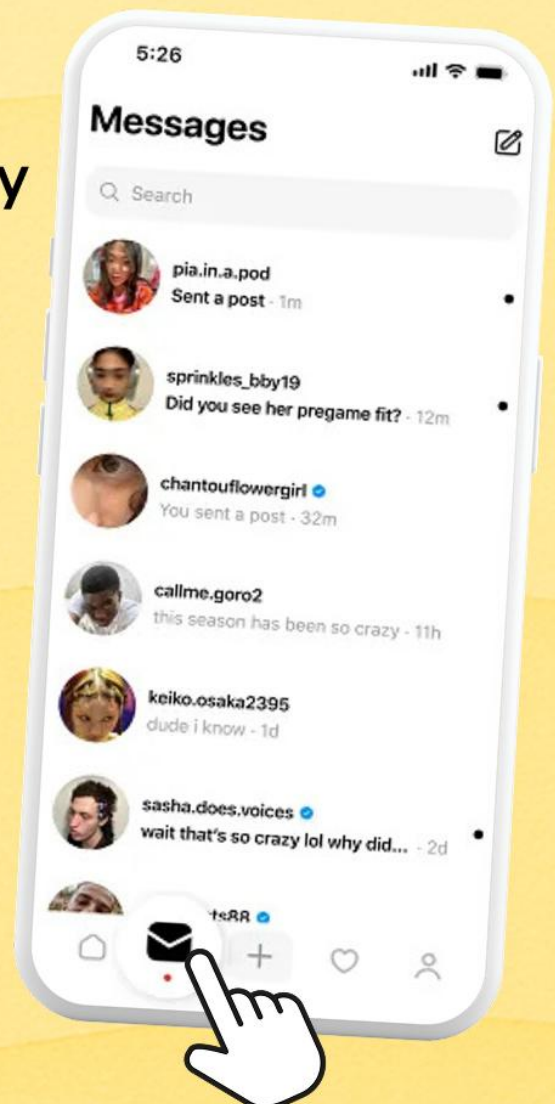 y
5:26
Messages
Search
pia.in.a.pod
Sent a post · 1m
sprinkles_bby19
Did you see her pregame fit? · 12m
chantouflowergirl
You sent a post · 32m
callme.goro2
this season has been so crazy · 11h
keiko.osaka2395
dude i know · 1d
sasha.does.voices
wait that's so crazy lol why did... · 2d